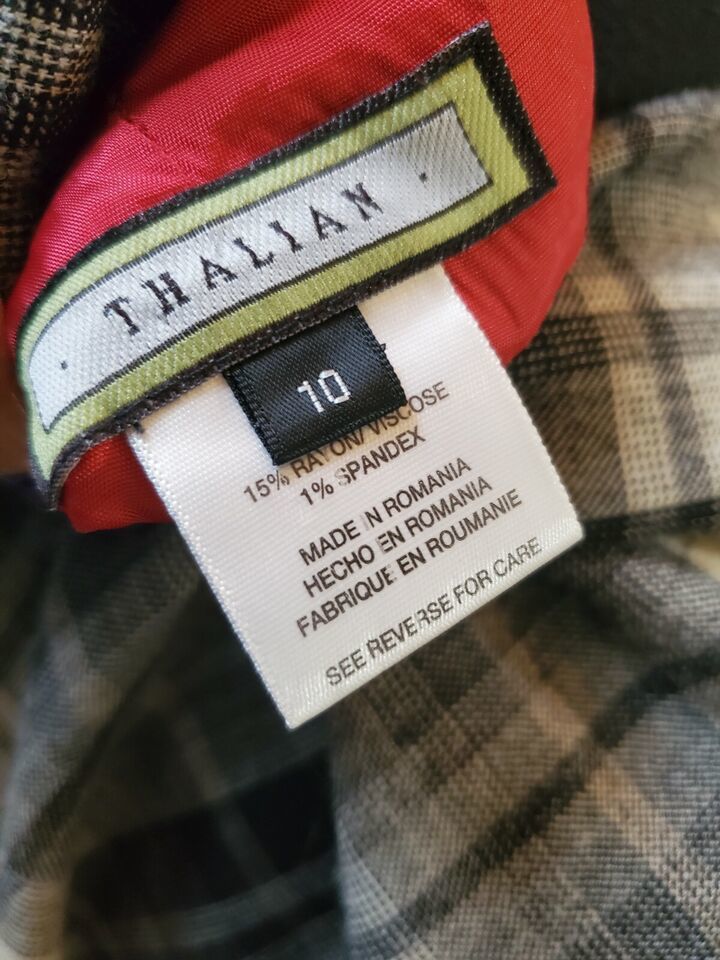 · THALIAN ·
10
15% RAYON/VISCOSE
1% SPANDEX
MADE IN ROMANIA
HECHO EN ROMANIA
FABRIQUE EN ROUMANIE
SEE REVERSE FOR CARE